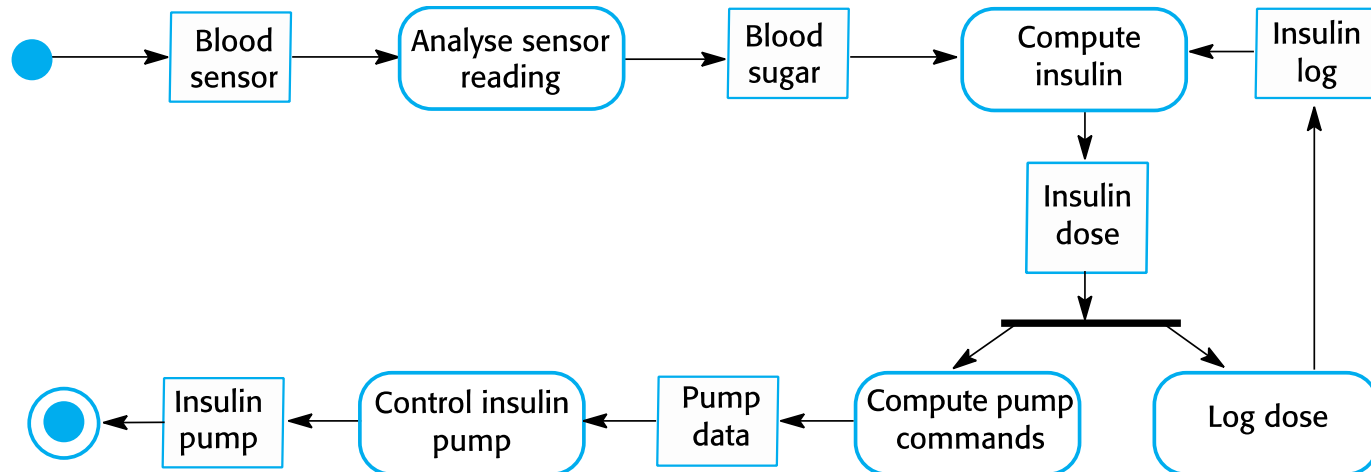 Blood
sensor
Analyse sensor
reading
Blood
sugar
Compute
insulin
Insulin
log
Insulin
dose
Insulin
pump
Control insulin
pump
Pump
data
Compute pump
commands
Log dose